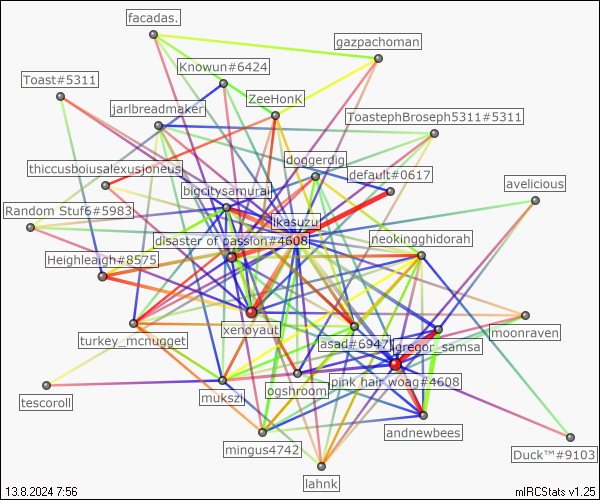 facadas.
gazpachoman
Knowun#6424
Toast#5311
ZeeHonK
jarlbreadmaker
ToastephBroseph5311#5311
doggerdig
thiccusboiusalexusjoneus
default#0617
bigcitysamurai
avelicious
Random Stuf6#5983
likasuzu
disaster of passion#4608
neokingghidorah
Heighleaigh#8575
xenoyaut
moonraven
turkey_mcnugget
asad#6947
gregor_samsa
pink hair woag#4608
ogshroom
mukszi
tescoroll
andnewbees
mingus4742
Duck™#9103
lahnk
13.8.2024 7:56
mIRCStats v1.25